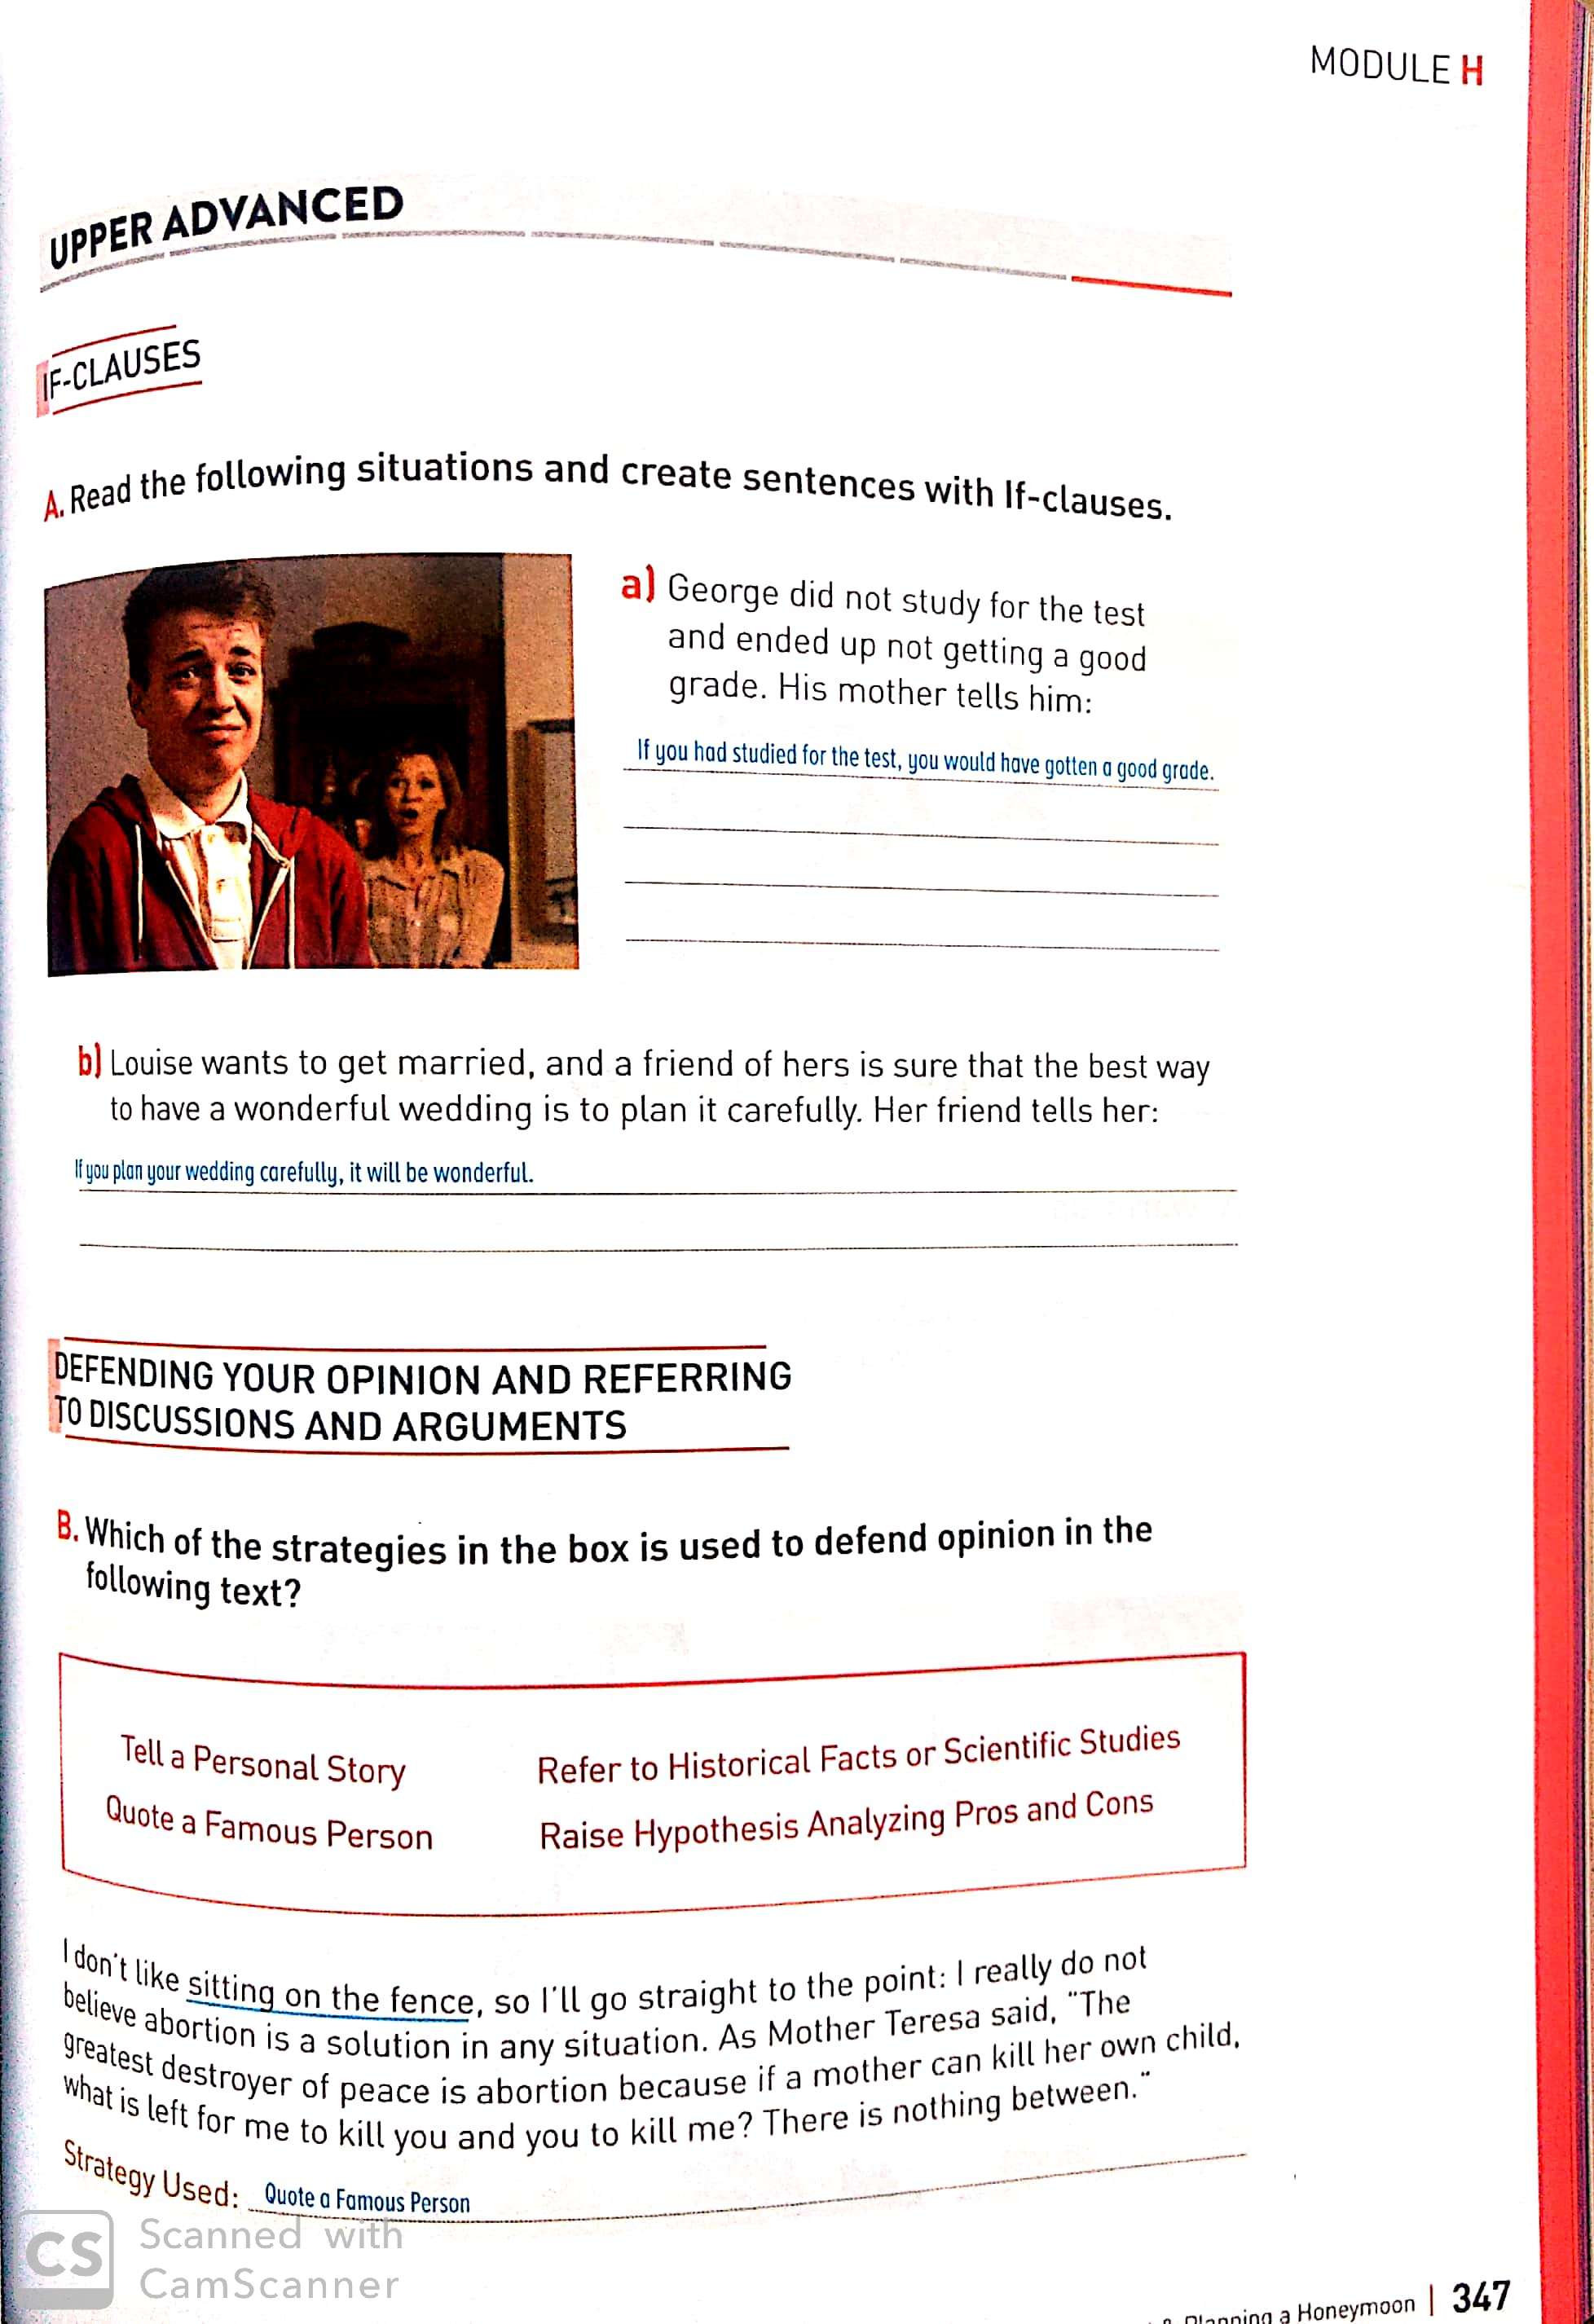 MODULE H
UPPER ADVANCED
IF-CLAUSES
A. Read the following situations and create sentences with If-clauses.
a) George did not study for the test
and ended up not getting a good
grade. His mother tells him:
If you had studied for the test, you would have gotten a good grade.
b) Louise wants to get married, and a friend of hers is sure that the best way
to have a wonderful wedding is to plan it carefully. Her friend tells her:
If you plan your wedding carefully, it will be wonderful.
DEFENDING YOUR OPINION AND REFERRING
TO DISCUSSIONS AND ARGUMENTS
B. Which of the strategies in the box is used to defend opinion in the
following text?
Tell a Personal Story
Quote a Famous Person
Refer to Historical Facts or Scientific Studies
Raise Hypothesis Analyzing Pros and Cons
I don't like sitting on the fence, so I'll go straight to the point: I really do not
believe abortion is a solution in any situation. As Mother Teresa said, "The
greatest destroyer of peace is abortion because if a mother can kill her own child,
what is left for me to kill you and you to kill me? There is nothing between."
Strategy Used: Quote a Famous Person
CS Scanned with
CamScanner
Planning a Honeymoon | 347